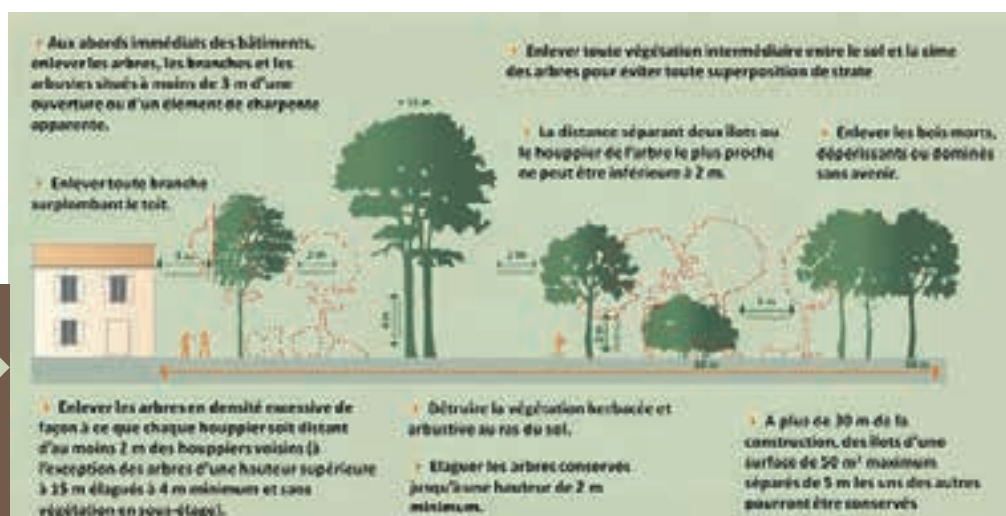 Aux abords immédiats des bâtiments,
enlever les arbres, les branches et les
arbustes situés à moins de 3 m d'une
ouverture ou d'un élément de charpente
apparente.
Enlever toute végétation intermédiaire entre le sol et la cime
des arbres pour éviter toute superposition de strate
La distance séparant deux îlots ou
le houppier de l'arbre le plus proche
ne peut être inférieure à 2 m.
Enlever les bois morts,
dépérissants ou dominés
sans avenir.
Enlever toute branche
surplombant le toit.
3 m
2 m
4 m
Enlever les arbres en densité excessive de
façon à ce que chaque houppier soit distant
d'au moins 2 m des houppiers voisins (à
l'exception des arbres d'une hauteur supérieure
à 15 m élagués à 4 m minimum et sans
végétation en sous-étage).
Détruire la végétation herbacée et
arbustive au ras du sol.
Elaguer les arbres conservés
jusqu'à une hauteur de 2 m
minimum.
A plus de 30 m de la
construction, des îlots d'une
surface de 50 m² maximum
séparés de 5 m les uns des autres
pourront être conservés